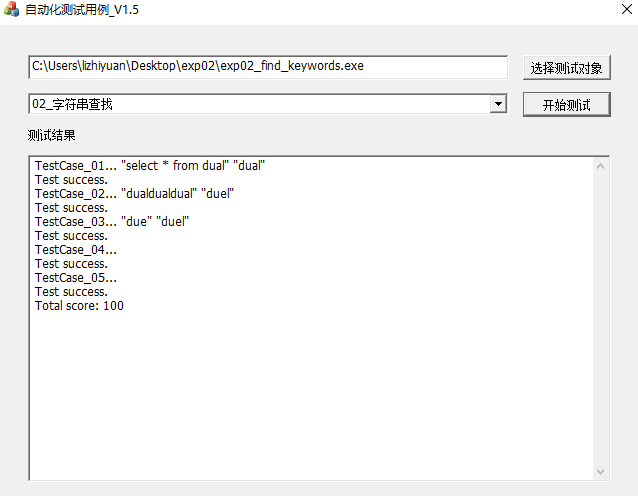 自动化测试用例_V1.5
C:\Users\lizhiyuan\Desktop\exp02\exp02_find_keywords.exe
选择测试对象
02_字符串查找
开始测试
测试结果
TestCase_01... "select * from dual" "dual"
Test success.
TestCase_02... "dualdualdual" "duel"
Test success.
TestCase_03... "due" "duel"
Test success.
TestCase_04...
Test success.
TestCase_05...
Test success.
Total score: 100